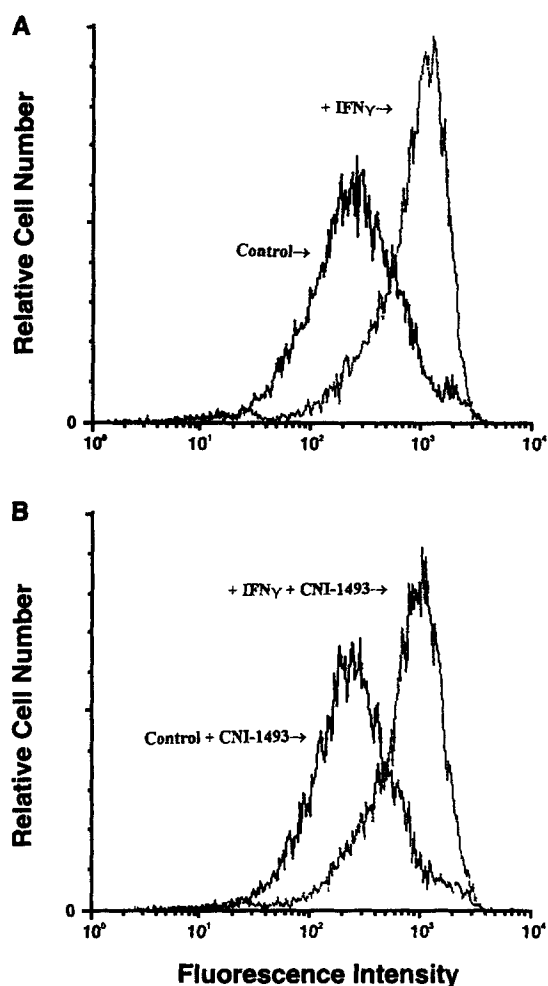 A
Relative Cell Number
+ IFNγ→
Control→
0
10⁰ 10¹ 10² 10³ 10⁴
B
Relative Cell Number
+ IFNγ + CNI-1493→
Control + CNI-1493→
0
10⁰ 10¹ 10² 10³ 10⁴
Fluorescence Intensity